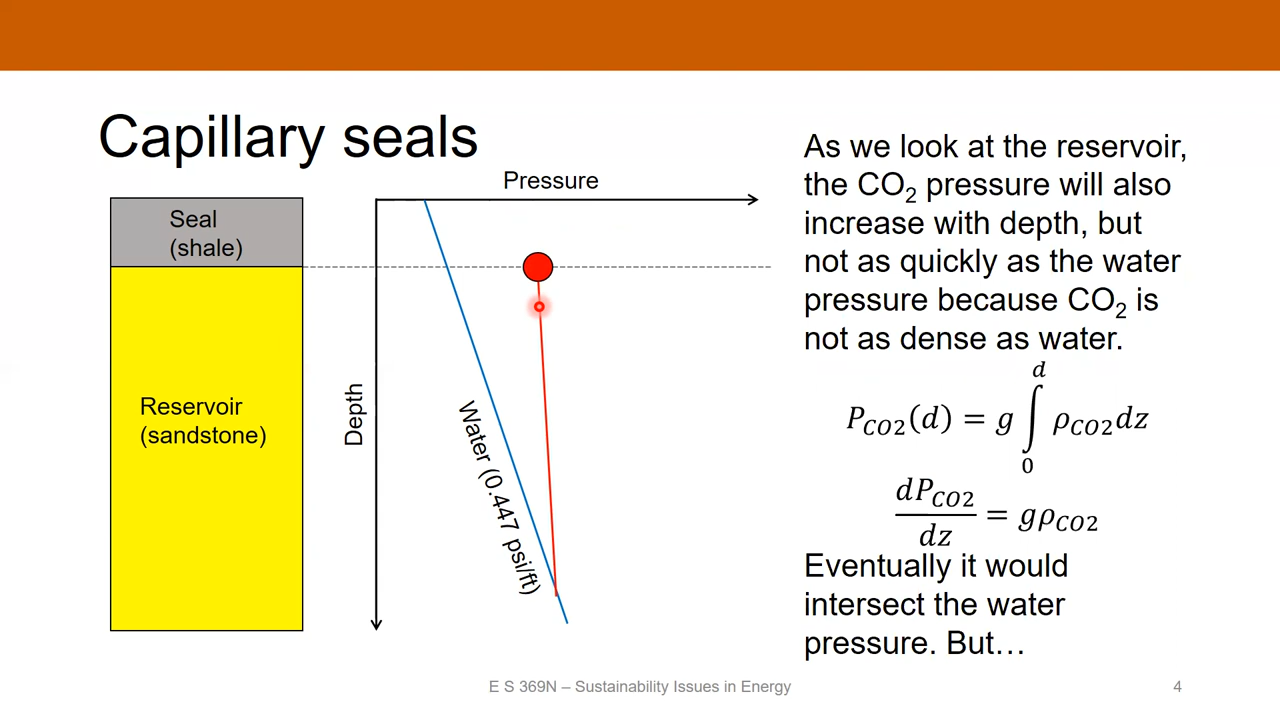 Capillary seals
Seal
(shale)
Reservoir
(sandstone)
Pressure
Depth
Water (0.447 psi/ft)
As we look at the reservoir,
the CO₂ pressure will also
increase with depth, but
not as quickly as the water
pressure because CO₂ is
not as dense as water.
P_CO2(d) = g ∫₀ᵈ ρ_CO2 dz
dP_CO2/dz = gρ_CO2
Eventually it would
intersect the water
pressure. But…
E S 369N – Sustainability Issues in Energy
4